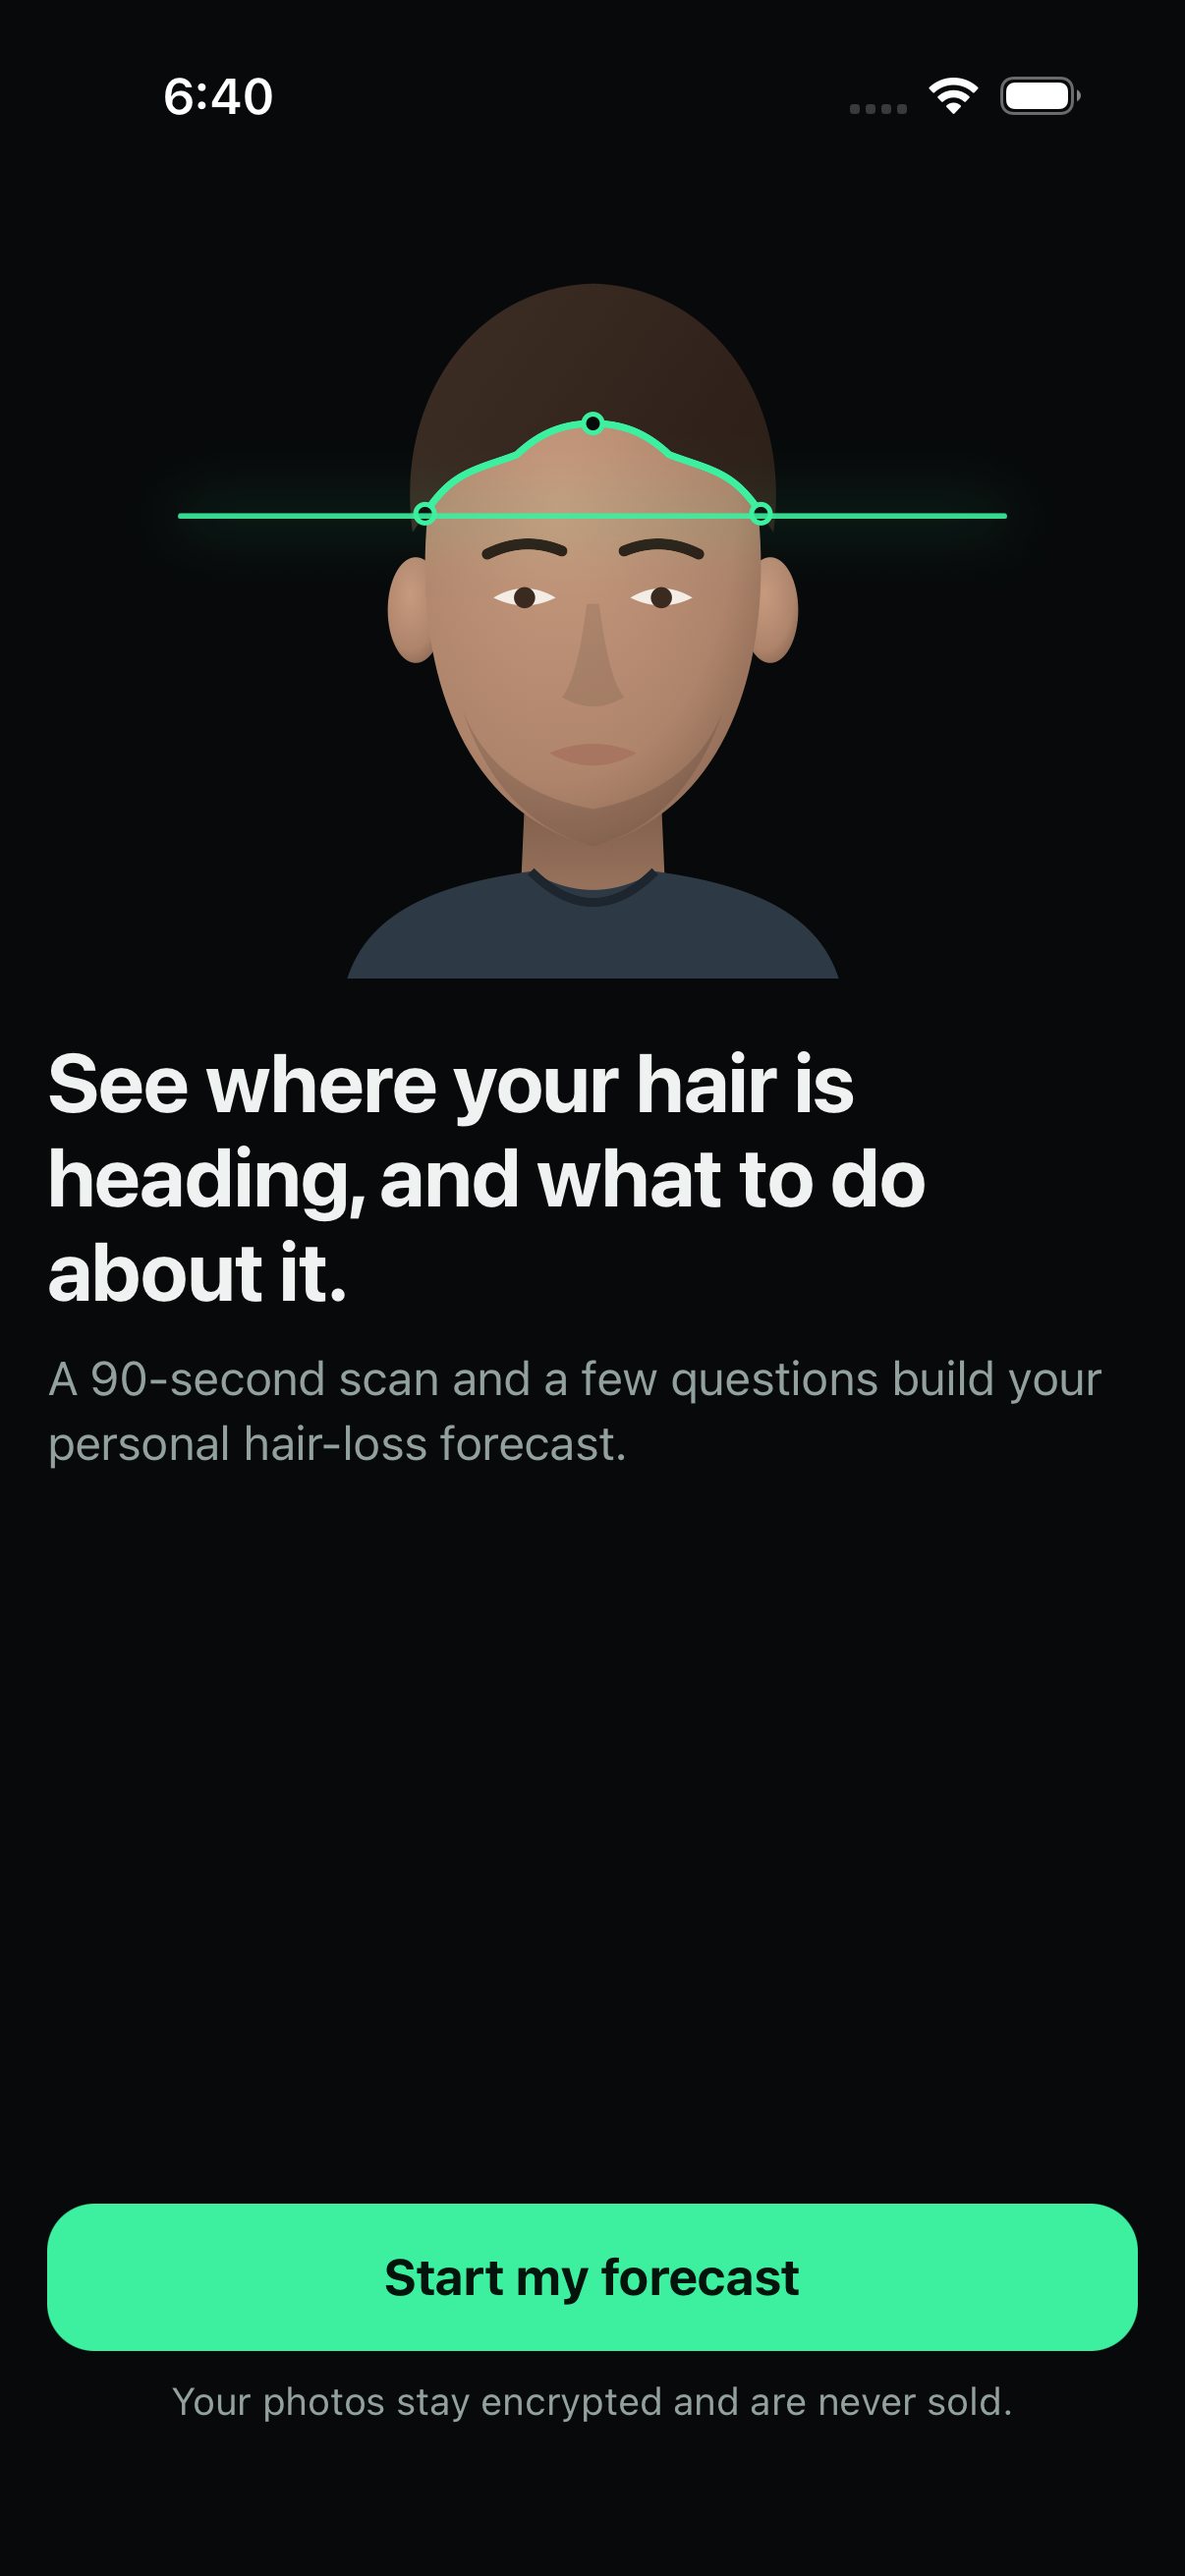 6:40
See where your hair is
heading, and what to do
about it.
A 90-second scan and a few questions build your
personal hair-loss forecast.
Start my forecast
Your photos stay encrypted and are never sold.